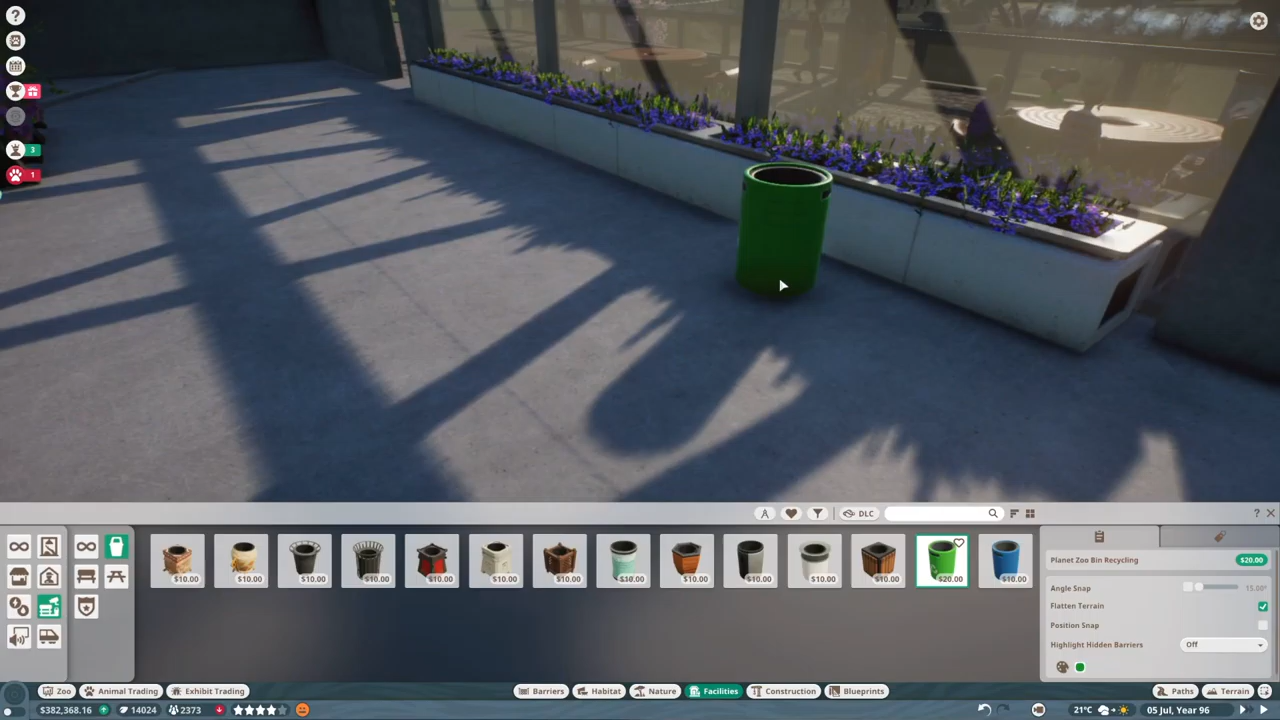 3
1
DLC
?
Planet Zoo Bin Recycling
$20.00
Angle Snap
15.00°
Flatten Terrain
Position Snap
Highlight Hidden Barriers
Off
$10.00
$10.00
$10.00
$10.00
$10.00
$10.00
$10.00
$10.00
$10.00
$10.00
$10.00
$10.00
$20.00
$10.00
Zoo
Animal Trading
Exhibit Trading
Barriers
Habitat
Nature
Facilities
Construction
Blueprints
Paths
Terrain
$382,368.16
14024
2373
21°C
05 Jul, Year 96